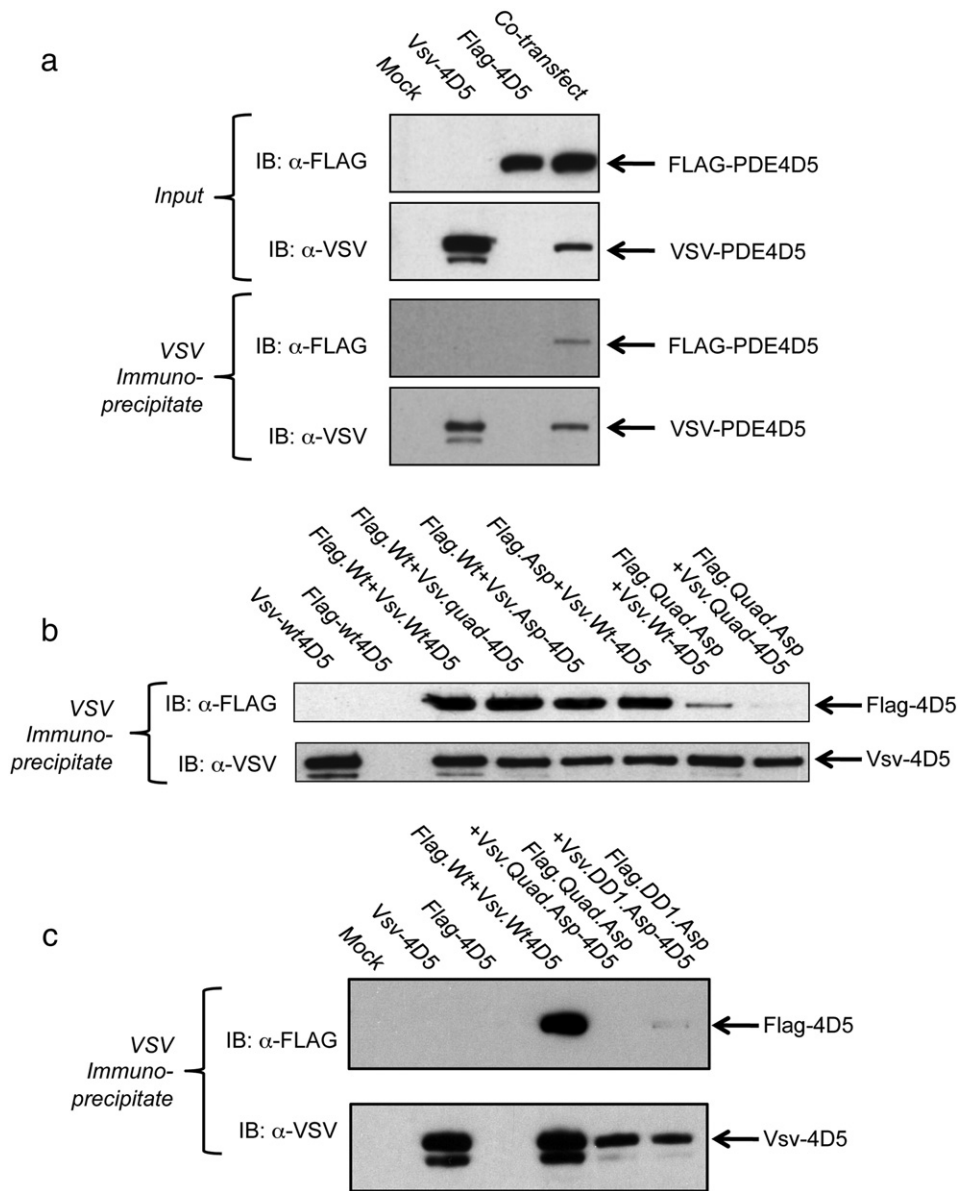 a
Mock
Vsv-4D5
Flag-4D5
Co-transfect
Input
IB: α-FLAG
FLAG-PDE4D5
IB: α-VSV
VSV-PDE4D5
VSV
Immuno-
precipitate
IB: α-FLAG
FLAG-PDE4D5
IB: α-VSV
VSV-PDE4D5
b
Vsv-wt4D5
Flag-wt4D5
Flag.Wt+Vsv.Wt4D5
Flag.Wt+Vsv.quad-4D5
Flag.Wt+Vsv.Asp-4D5
Flag.Asp+Vsv.Wt-4D5
Flag.Quad.Asp
+Vsv.Wt-4D5
Flag.Quad.Asp
+Vsv.Quad-4D5
VSV
Immuno-
precipitate
IB: α-FLAG
Flag-4D5
IB: α-VSV
Vsv-4D5
c
Mock
Vsv-4D5
Flag-4D5
Flag.Wt+Vsv.Wt4D5
Flag.Quad.Asp
+Vsv.Quad.Asp-4D5
Flag.DD1.Asp
+Vsv.DD1.Asp-4D5
VSV
Immuno-
precipitate
IB: α-FLAG
Flag-4D5
IB: α-VSV
Vsv-4D5